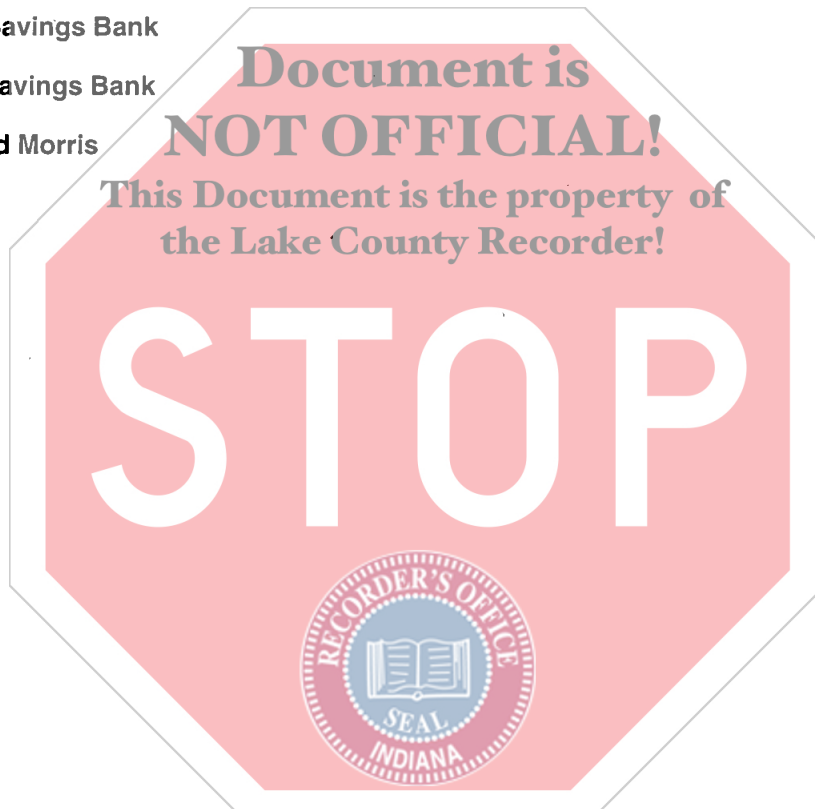 avings Bank
Document is
avings Bank
NOT OFFICIAL!
d Morris
This Document is the property of
the Lake County Recorder!
STOP
RECORDER'S OFFICE
SEAL
INDIANA